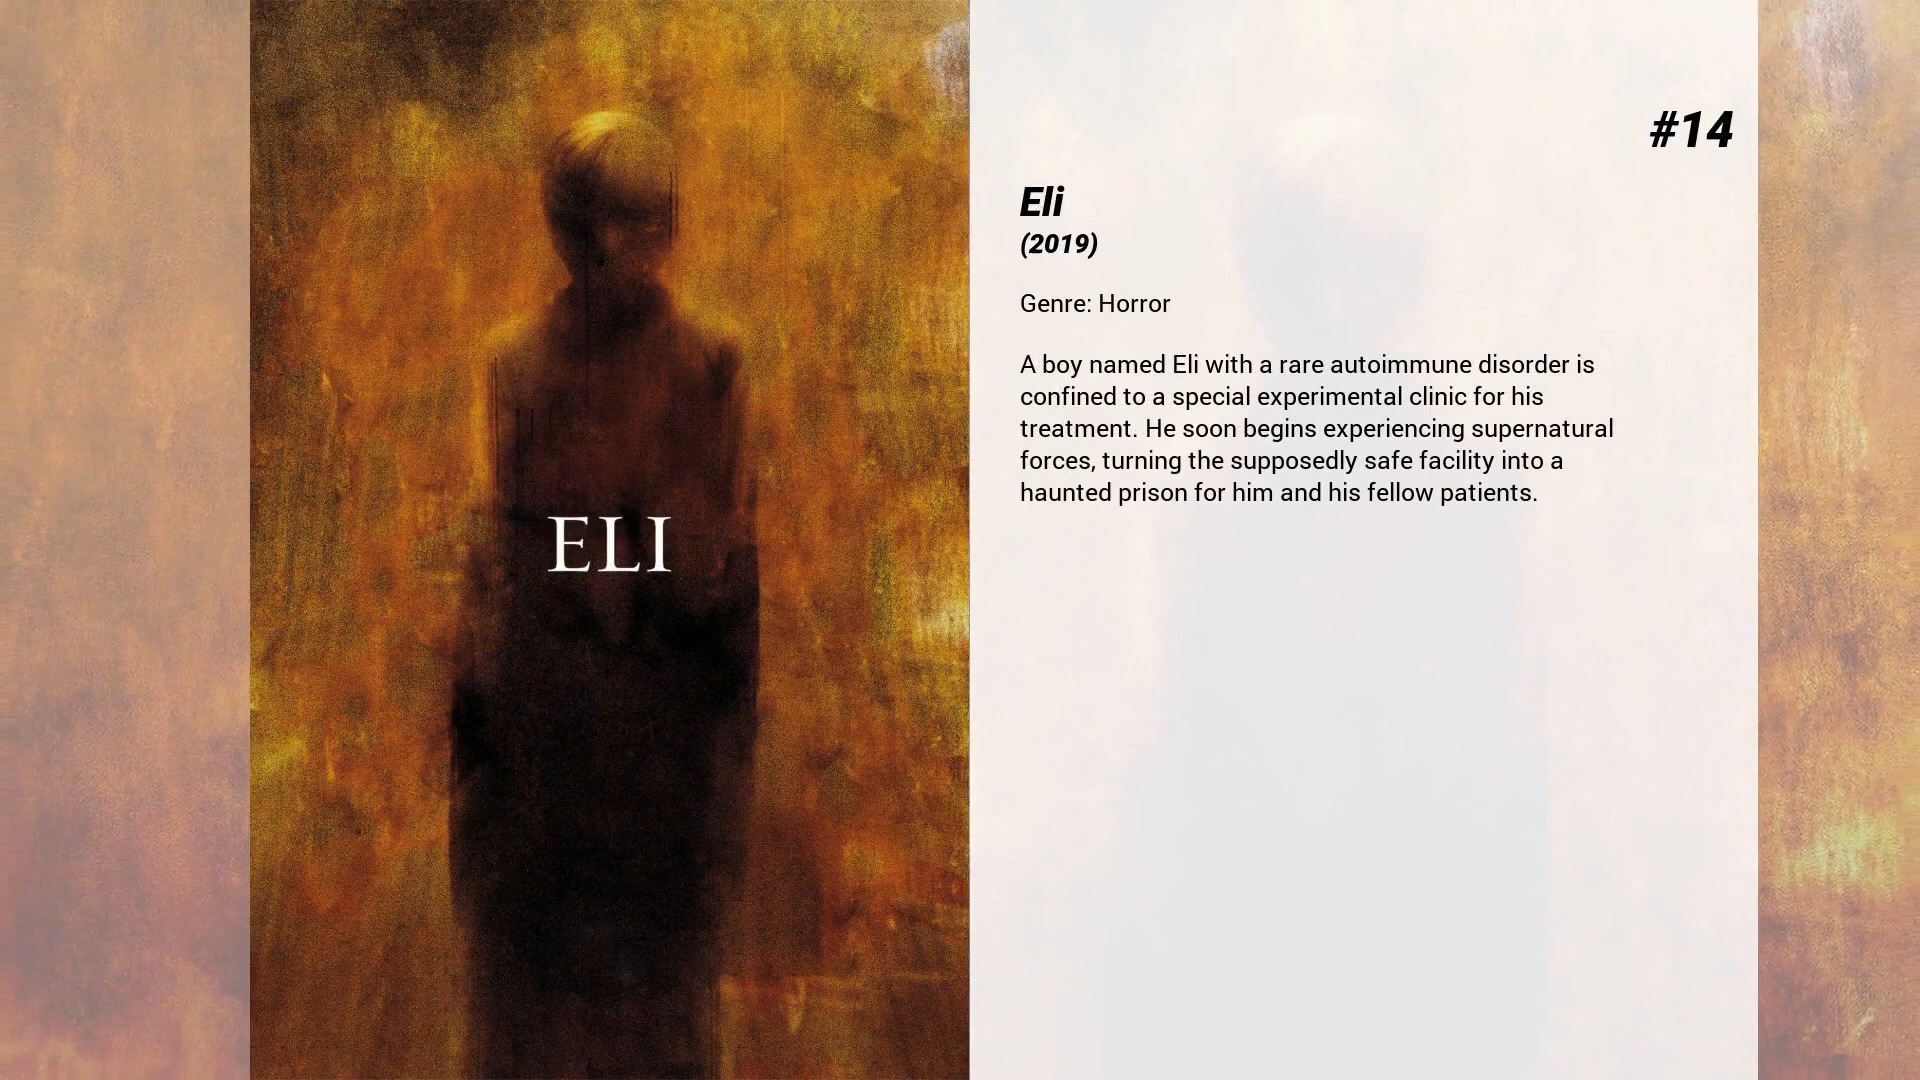 ELI
#14
Eli
(2019)
Genre: Horror
A boy named Eli with a rare autoimmune disorder is
confined to a special experimental clinic for his
treatment. He soon begins experiencing supernatural
forces, turning the supposedly safe facility into a
haunted prison for him and his fellow patients.